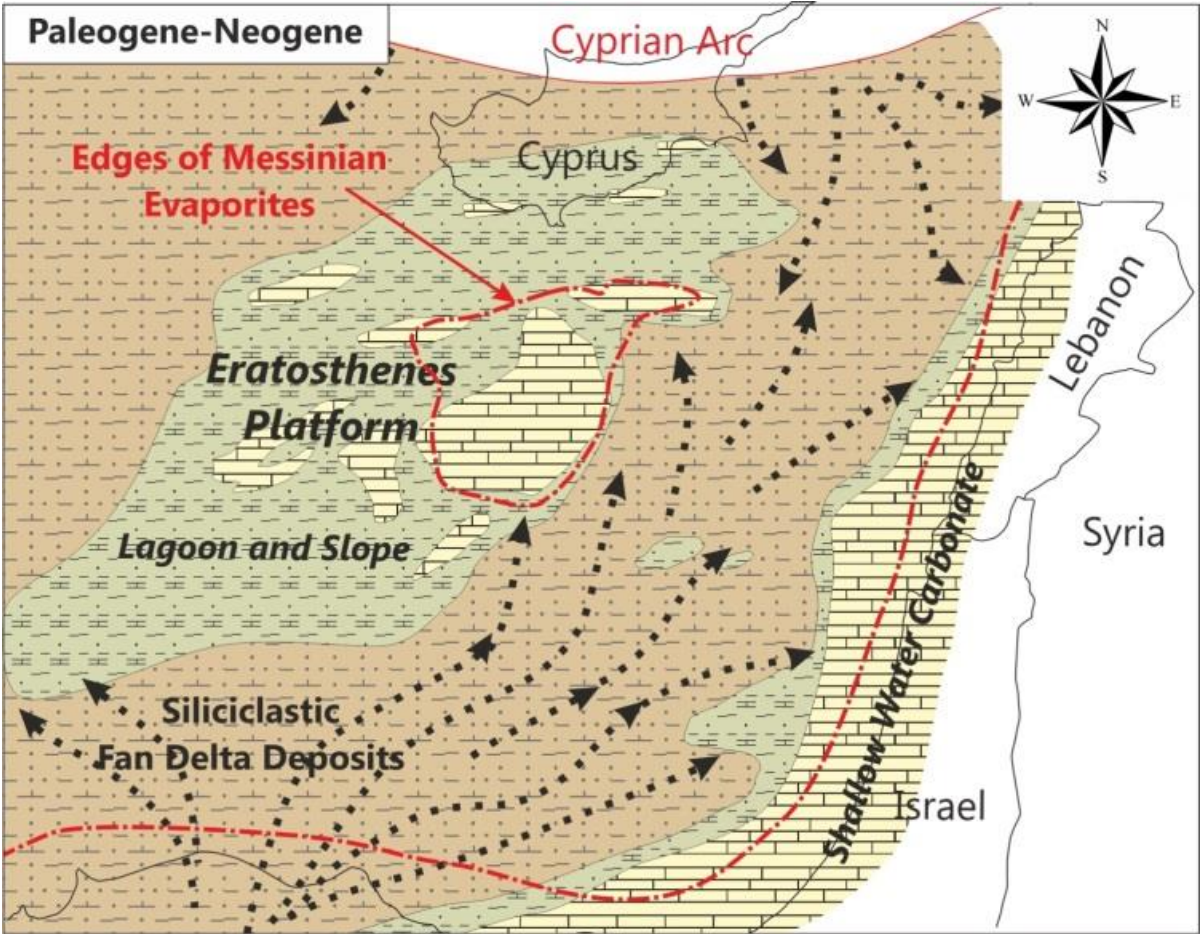 Paleogene-Neogene
Cyprian Arc
N
W
E
S
Edges of Messinian
Evaporites
Cyprus
Lebanon
Eratosthenes
Platform
Syria
Lagoon and Slope
Shallow Water Carbonate
Siliciclastic
Fan Delta Deposits
Israel